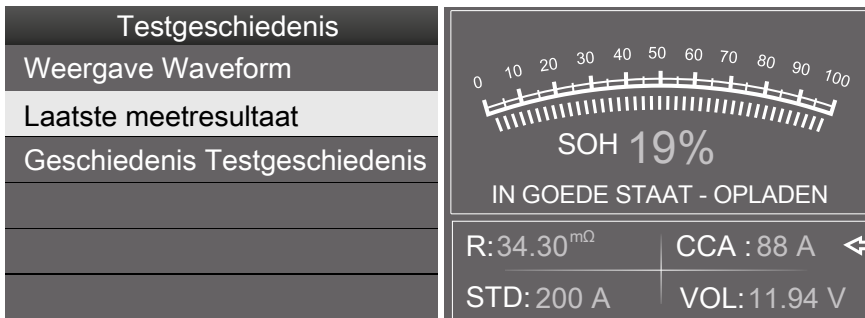 Testgeschiedenis
Weergave Waveform
Laatste meetresultaat
Geschiedenis Testgeschiedenis
0 10 20 30 40 50 60 70 80 90 100
SOH 19%
IN GOEDE STAAT - OPLADEN
R:34.30mΩ CCA : 88 A
STD: 200 A VOL:11.94 V